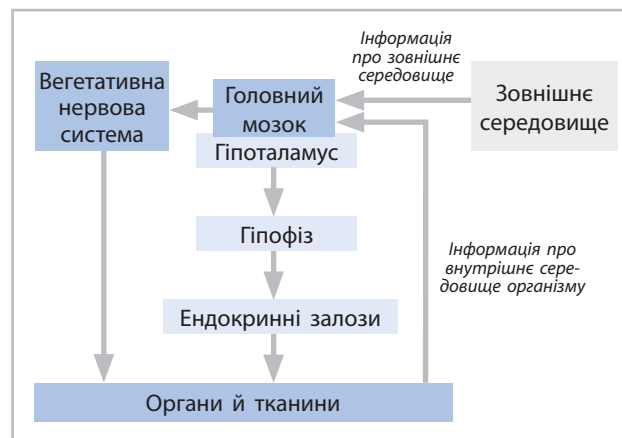 Інформація
про зовнішнє
середовище
Вегетативна
нервова
система
Головний
мозок
Зовнішнє
середовище
Гіпоталамус
Гіпофіз
Інформація про
внутрішнє сере-
довище організму
Ендокринні залози
Органи й тканини